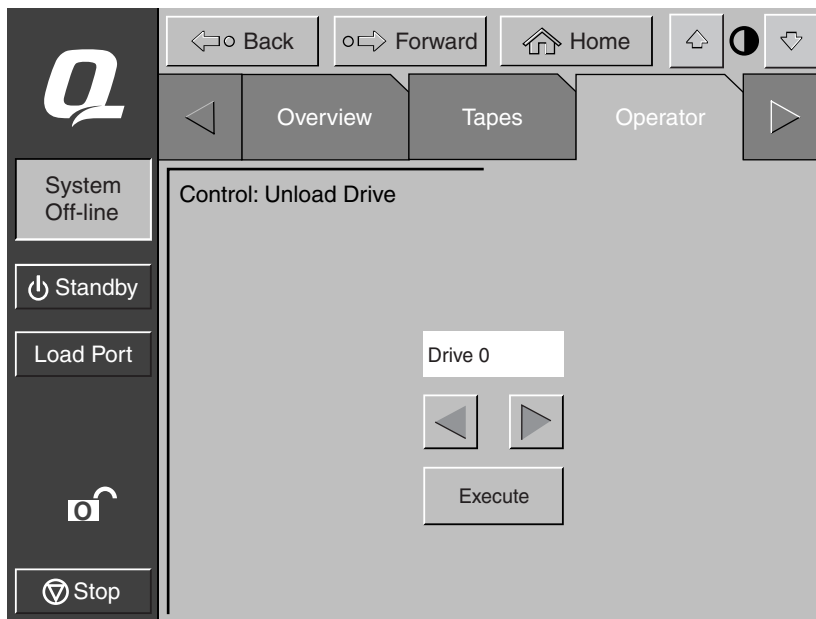 Q
Back
Forward
Home
Overview
Tapes
Operator
System
Off-line
Control: Unload Drive
Standby
Load Port
Drive 0
Execute
O
Stop